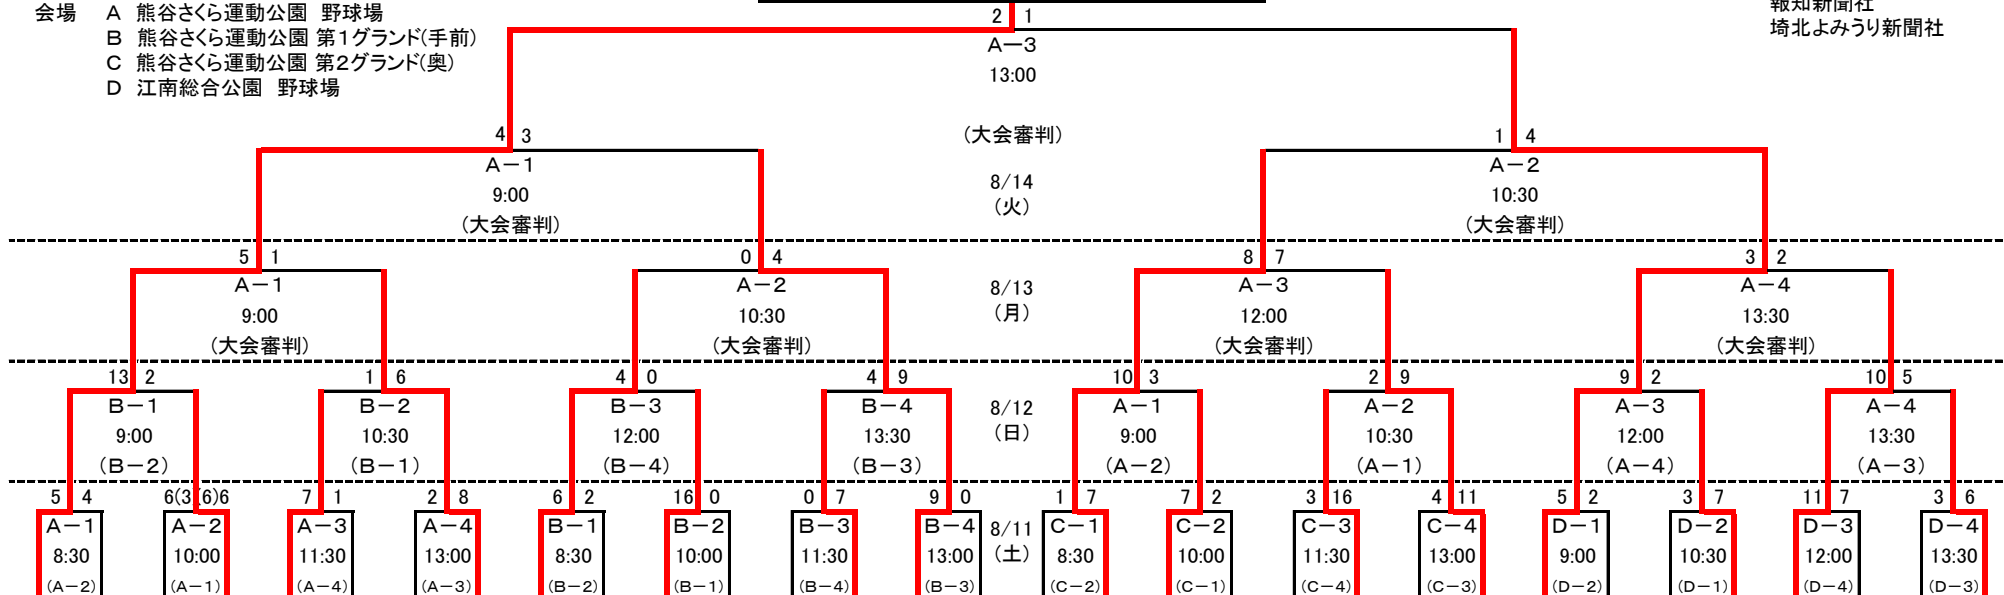 会場 A 熊谷さくら運動公園 野球場
B 熊谷さくら運動公園 第1グランド(手前)
C 熊谷さくら運動公園 第2グランド(奥)
D 江南総合公園 野球場
報知新聞社
埼北よみうり新聞社
2 1
A-3
13:00
4 3 (大会審判) 1 4
A-1 A-2
8/14
9:00 10:30
(火)
(大会審判) (大会審判)
5 1 0 4 8 7 3 2
A-1 A-2 8/13 A-3 A-4
(月)
9:00 10:30 12:00 13:30
(大会審判) (大会審判) (大会審判) (大会審判)
13 2 1 6 4 0 4 9 10 3 2 9 9 2 10 5
B-1 B-2 B-3 B-4 8/12 A-1 A-2 A-3 A-4
9:00 10:30 12:00 13:30 (日) 9:00 10:30 12:00 13:30
(B-2) (B-1) (B-4) (B-3) (A-2) (A-1) (A-4) (A-3)
5 4 6(3 (6)6 7 1 2 8 6 2 16 0 0 7 9 0 1 7 7 2 3 16 4 11 5 2 3 7 11 7 3 6
A-1 A-2 A-3 A-4 B-1 B-2 B-3 B-4 8/11 C-1 C-2 C-3 C-4 D-1 D-2 D-3 D-4
8:30 10:00 11:30 13:00 8:30 10:00 11:30 13:00 (土) 8:30 10:00 11:30 13:00 9:00 10:30 12:00 13:30
(A-2) (A-1) (A-4) (A-3) (B-2) (B-1) (B-4) (B-3) (C-2) (C-1) (C-4) (C-3) (D-2) (D-1) (D-4) (D-3)